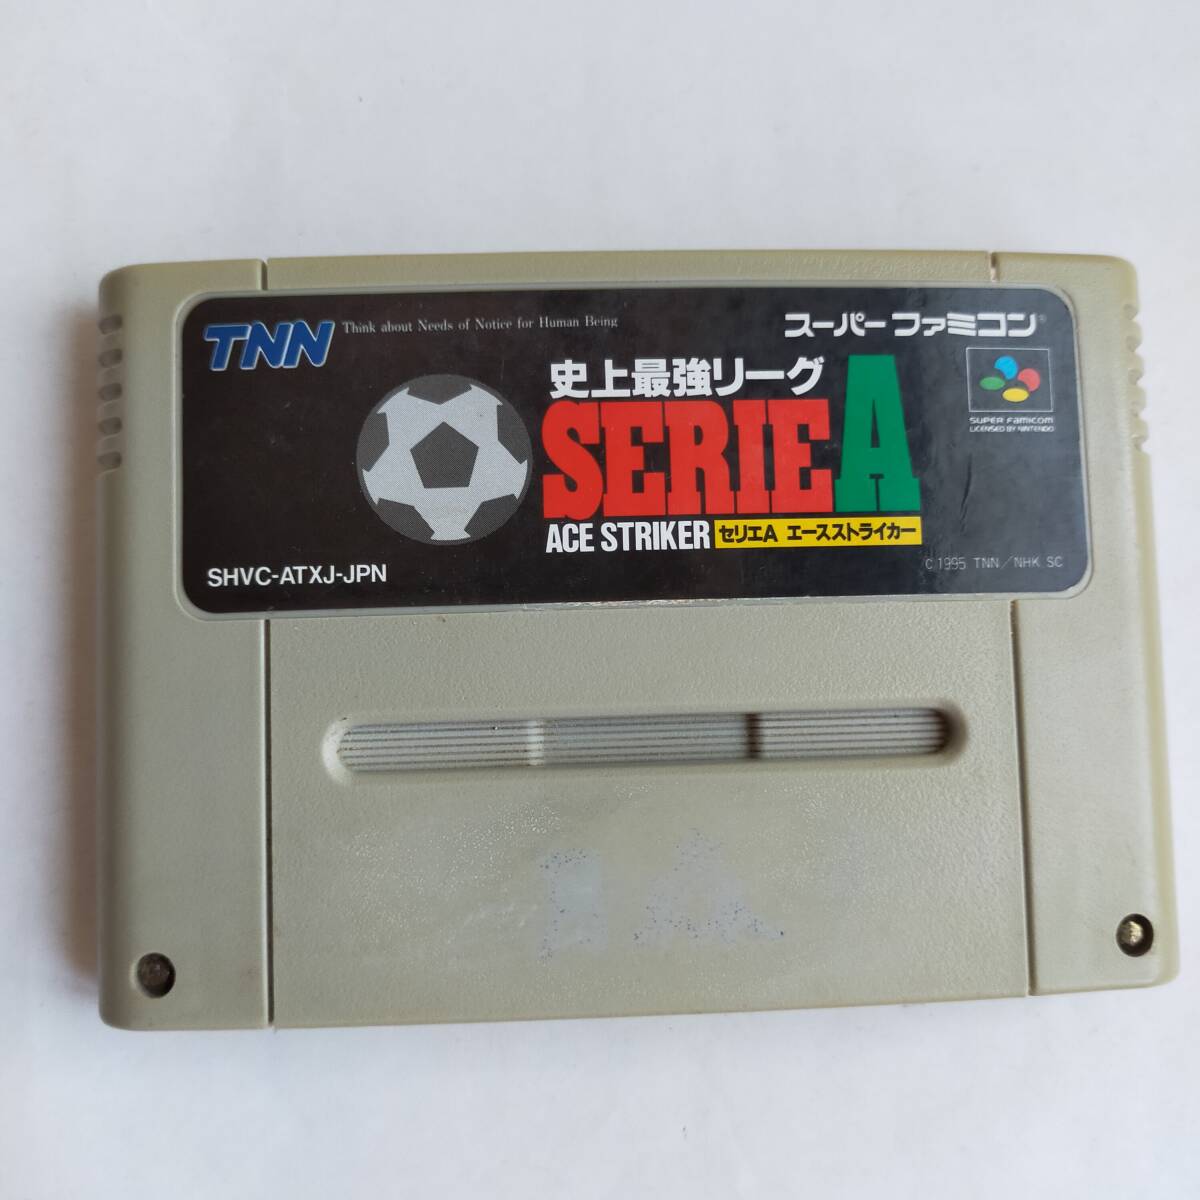 TNN Think about Needs of Notice for Human Being
スーパーファミコン®
史上最強リーグ
SERIE A
ACE STRIKER セリエA エースストライカー
SUPER FAMICOM
LICENSED BY NINTENDO
SHVC-ATXJ-JPN
C 1995 TNN/NHK SC